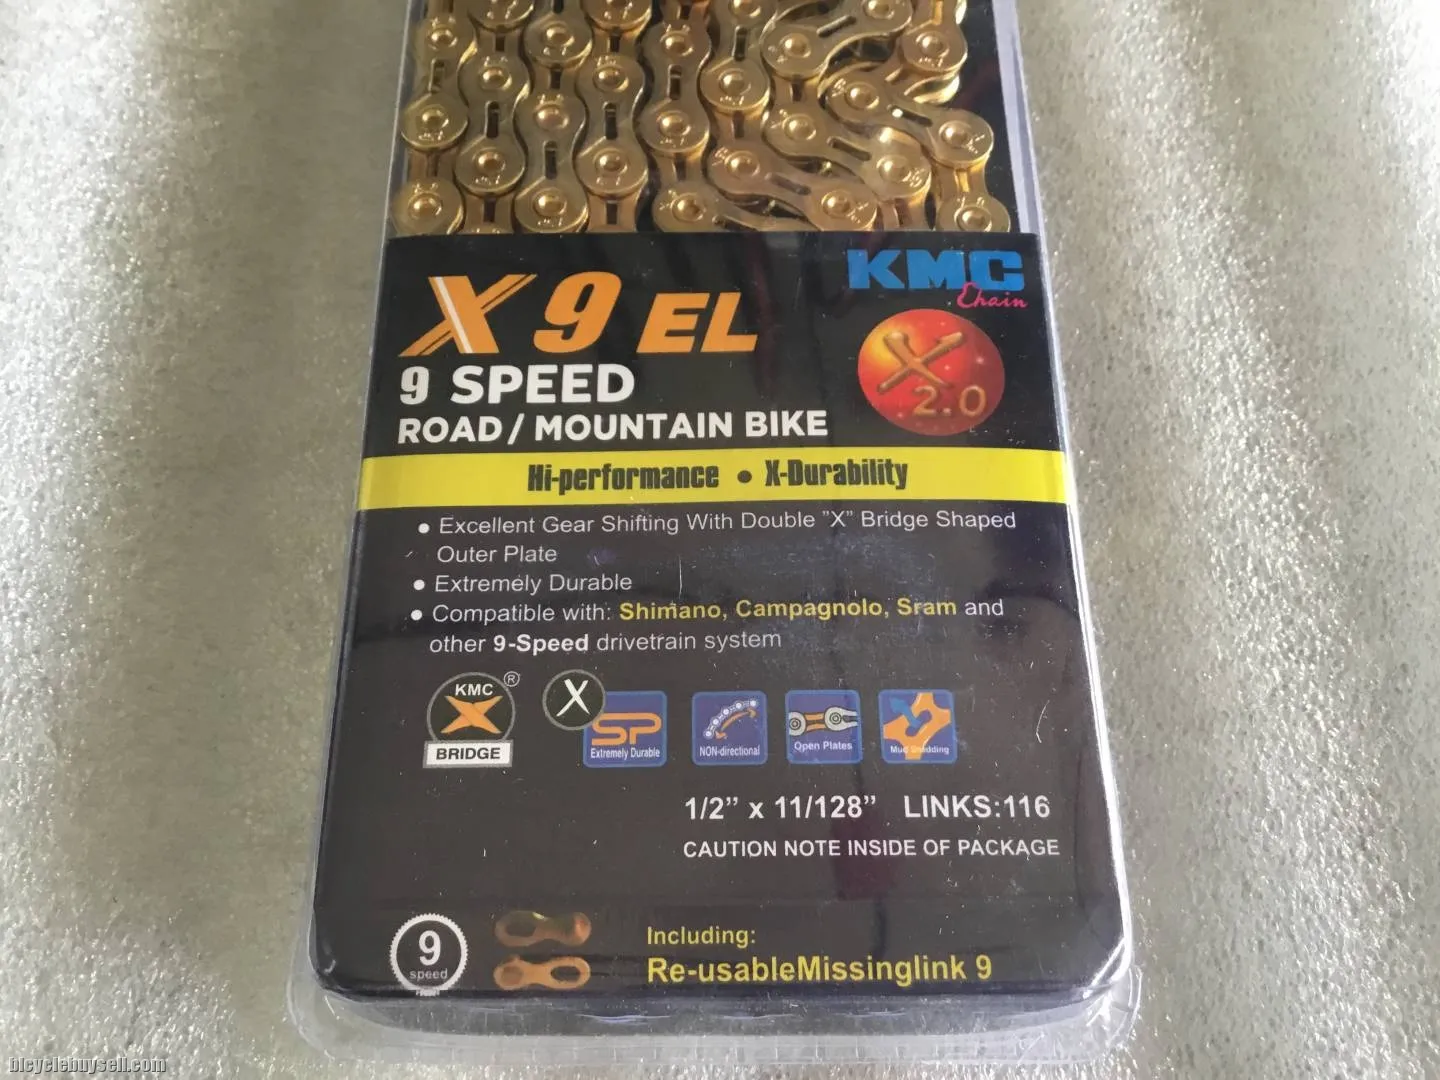 KMC
Chain
X9EL
X
2.0
9 SPEED
ROAD / MOUNTAIN BIKE
Hi-performance • X-Durability
• Excellent Gear Shifting With Double "X" Bridge Shaped
Outer Plate
• Extremely Durable
• Compatible with: Shimano, Campagnolo, Sram and
other 9-Speed drivetrain system
KMC ®
BRIDGE
X
SP
Extremely Durable
NON-directional
Open Plates
Mud Shedding
1/2" x 11/128" LINKS:116
CAUTION NOTE INSIDE OF PACKAGE
9
speed
Including:
Re-usableMissinglink 9
bicyclebuysell.com